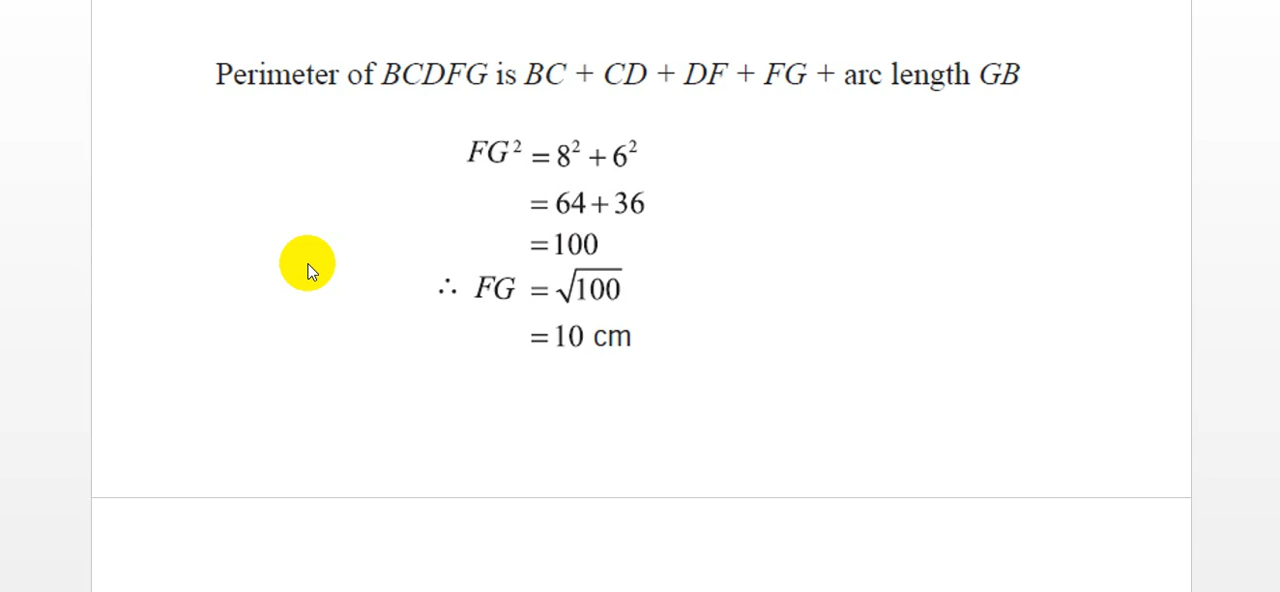 Perimeter of BCDFG is BC + CD + DF + FG + arc length GB
FG² = 8² + 6²
= 64 + 36
= 100
∴ FG = √100
= 10 cm